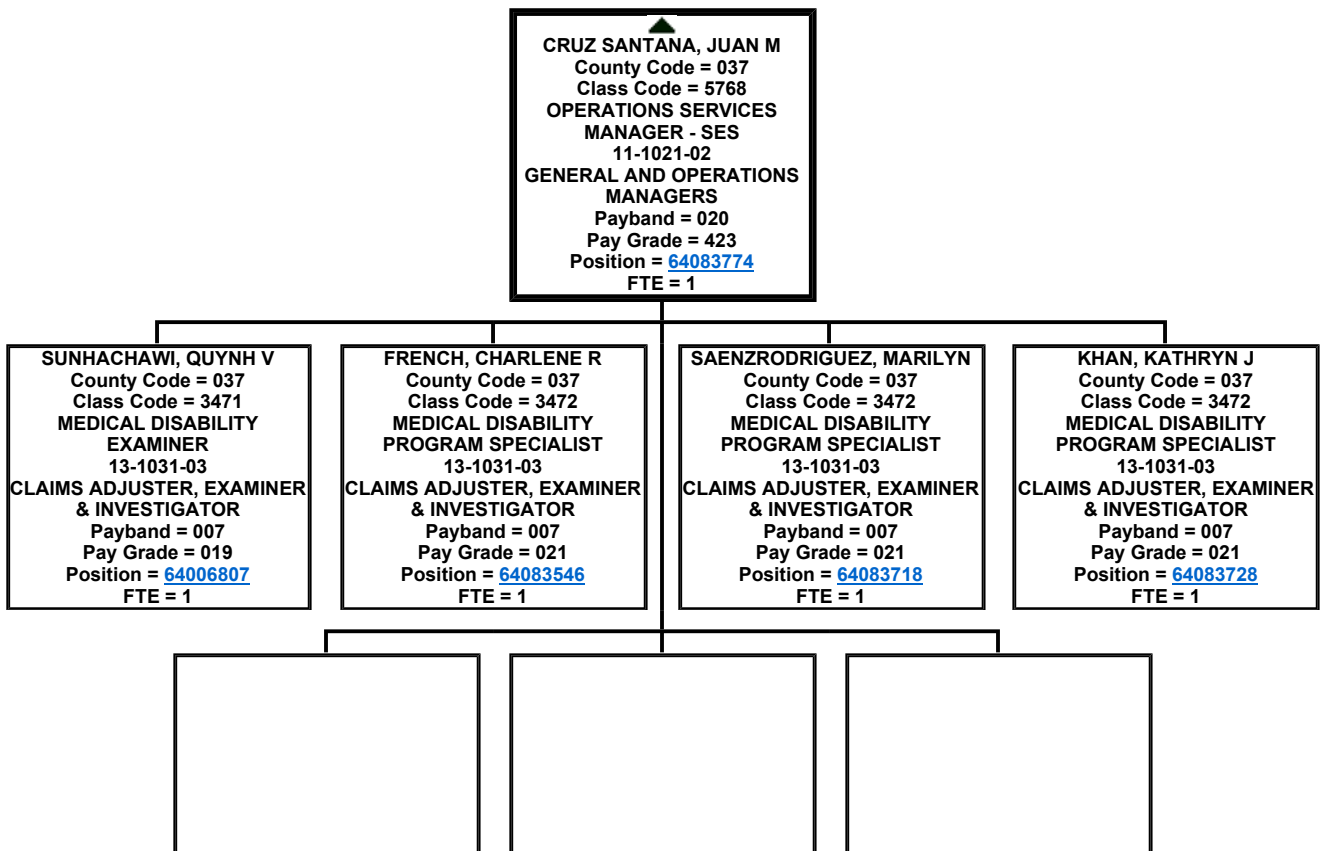 CRUZ SANTANA, JUAN M
County Code = 037
Class Code = 5768
OPERATIONS SERVICES
MANAGER - SES
11-1021-02
GENERAL AND OPERATIONS
MANAGERS
Payband = 020
Pay Grade = 423
Position = 64083774
FTE = 1
SUNHACHAWI, QUYNH V
County Code = 037
Class Code = 3471
MEDICAL DISABILITY
EXAMINER
13-1031-03
CLAIMS ADJUSTER, EXAMINER
& INVESTIGATOR
Payband = 007
Pay Grade = 019
Position = 64006807
FTE = 1
FRENCH, CHARLENE R
County Code = 037
Class Code = 3472
MEDICAL DISABILITY
PROGRAM SPECIALIST
13-1031-03
CLAIMS ADJUSTER, EXAMINER
& INVESTIGATOR
Payband = 007
Pay Grade = 021
Position = 64083546
FTE = 1
SAENZRODRIGUEZ, MARILYN
County Code = 037
Class Code = 3472
MEDICAL DISABILITY
PROGRAM SPECIALIST
13-1031-03
CLAIMS ADJUSTER, EXAMINER
& INVESTIGATOR
Payband = 007
Pay Grade = 021
Position = 64083718
FTE = 1
KHAN, KATHRYN J
County Code = 037
Class Code = 3472
MEDICAL DISABILITY
PROGRAM SPECIALIST
13-1031-03
CLAIMS ADJUSTER, EXAMINER
& INVESTIGATOR
Payband = 007
Pay Grade = 021
Position = 64083728
FTE = 1